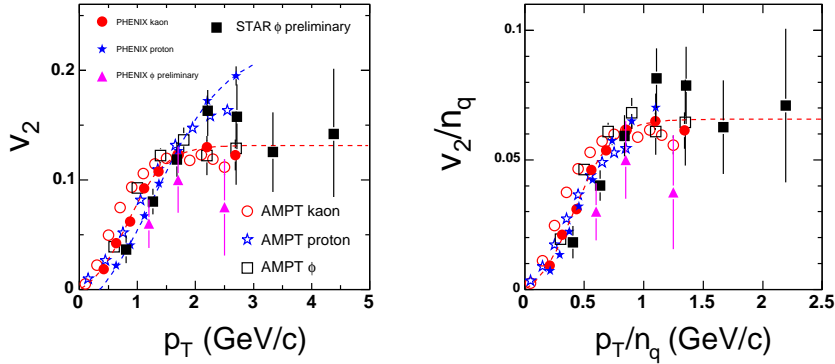 PHENIX kaon
PHENIX proton
PHENIX ϕ preliminary
STAR ϕ preliminary
AMPT kaon
AMPT proton
AMPT ϕ
0.2
0.1
0
v2
0 1 2 3 4 5
pT (GeV/c)
0.1
0.05
0
v2/nq
0 0.5 1 1.5 2 2.5
pT/nq (GeV/c)